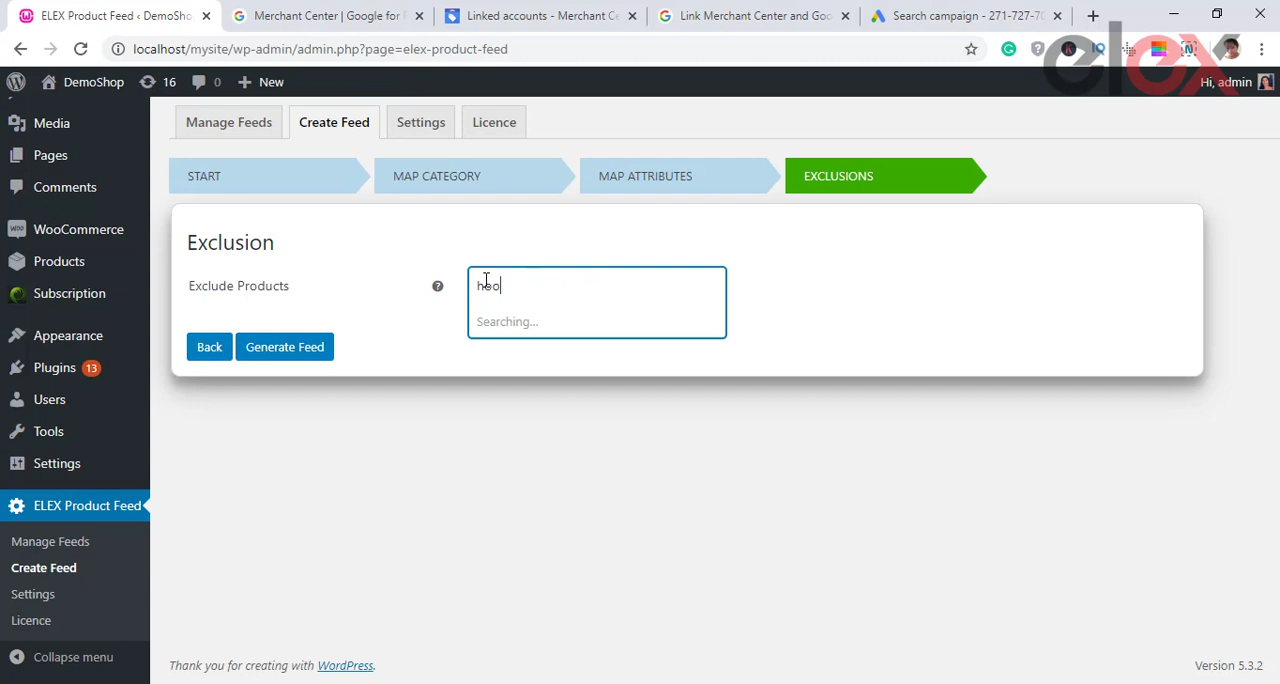 ELEX Product Feed ‹ DemoSho
Merchant Center | Google for R
Linked accounts - Merchant Ce
Link Merchant Center and Goo
Search campaign - 271-727-70
localhost/mysite/wp-admin/admin.php?page=elex-product-feed
elex
DemoShop
16
0
New
Hi, admin
Media
Pages
Comments
WooCommerce
Products
Subscription
Appearance
Plugins 13
Users
Tools
Settings
ELEX Product Feed
Manage Feeds
Create Feed
Settings
Licence
Collapse menu
Manage Feeds
Create Feed
Settings
Licence
START
MAP CATEGORY
MAP ATTRIBUTES
EXCLUSIONS
Exclusion
Exclude Products
hoo
Searching...
Back
Generate Feed
Thank you for creating with WordPress.
Version 5.3.2